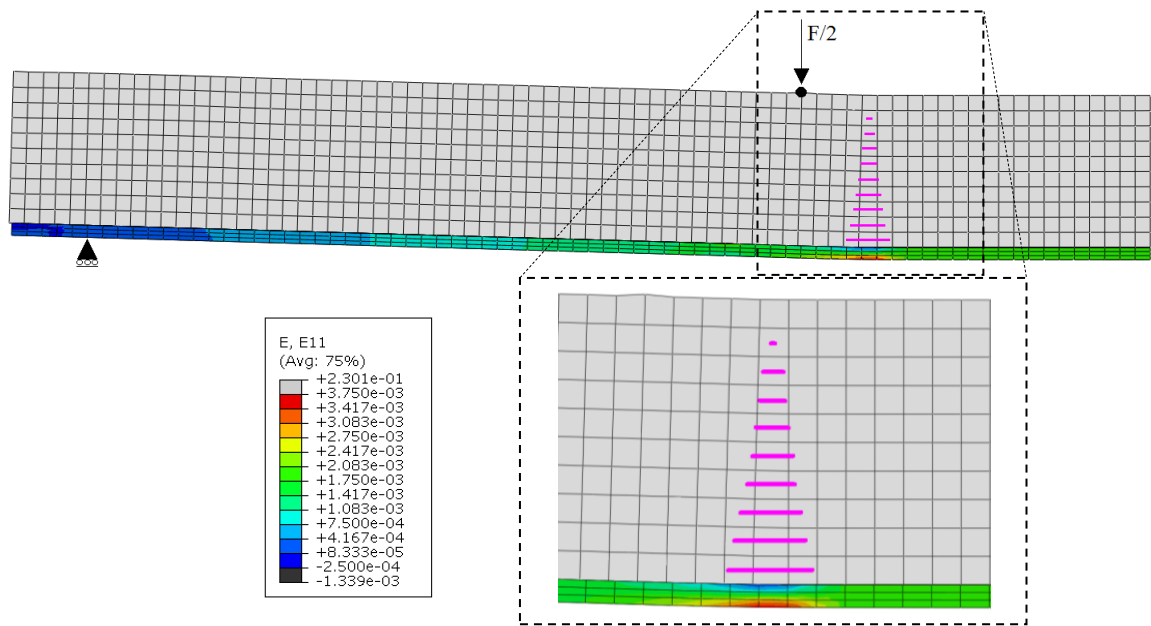 F/2
E, E11
(Avg: 75%)
+2.301e-01
+3.750e-03
+3.417e-03
+3.083e-03
+2.750e-03
+2.417e-03
+2.083e-03
+1.750e-03
+1.417e-03
+1.083e-03
+7.500e-04
+4.167e-04
+8.333e-05
-2.500e-04
-1.339e-03